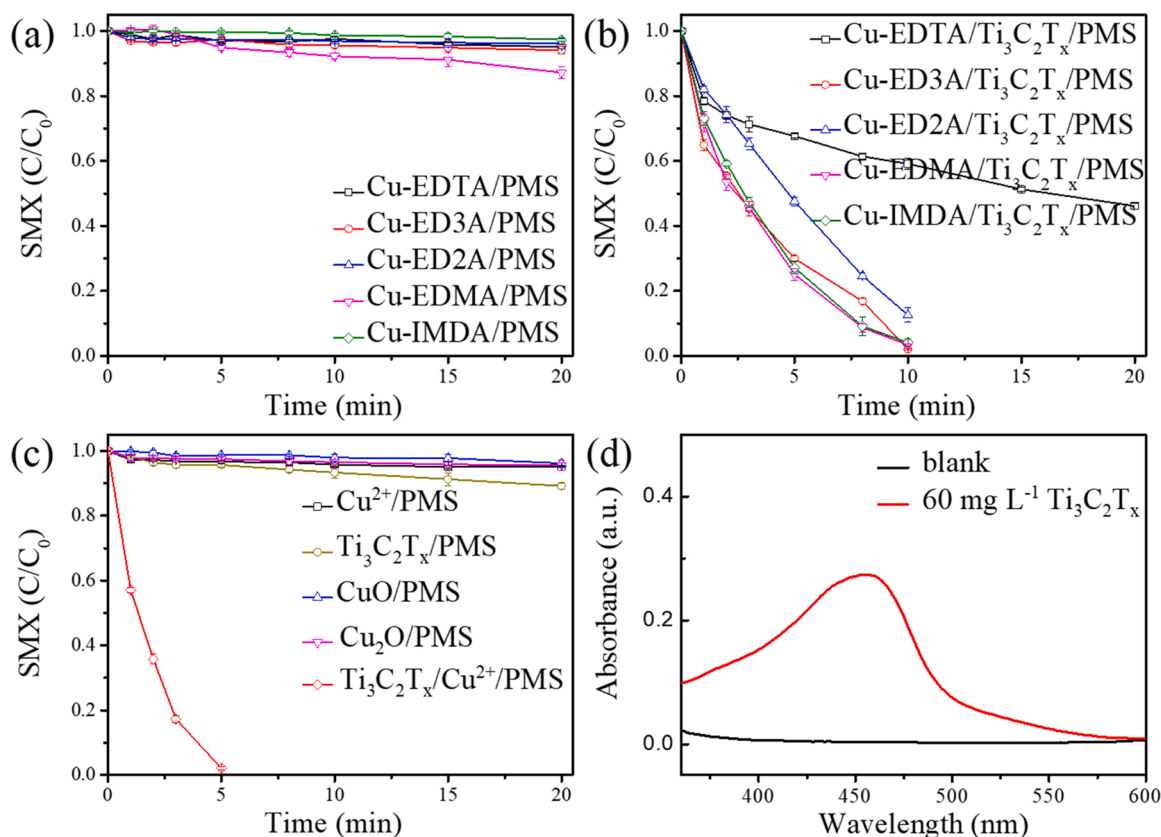 (a)
SMX (C/C₀)
1.0
0.8
0.6
0.4
0.2
0.0
Cu-EDTA/PMS
Cu-ED3A/PMS
Cu-ED2A/PMS
Cu-EDMA/PMS
Cu-IMDA/PMS
0 5 10 15 20
Time (min)
(b)
SMX (C/C₀)
1.0
0.8
0.6
0.4
0.2
0.0
Cu-EDTA/Ti₃C₂Tₓ/PMS
Cu-ED3A/Ti₃C₂Tₓ/PMS
Cu-ED2A/Ti₃C₂Tₓ/PMS
Cu-EDMA/Ti₃C₂Tₓ/PMS
Cu-IMDA/Ti₃C₂Tₓ/PMS
0 5 10 15 20
Time (min)
(c)
SMX (C/C₀)
1.0
0.8
0.6
0.4
0.2
0.0
Cu²⁺/PMS
Ti₃C₂Tₓ/PMS
CuO/PMS
Cu₂O/PMS
Ti₃C₂Tₓ/Cu²⁺/PMS
0 5 10 15 20
Time (min)
(d)
Absorbance (a.u.)
0.4
0.2
0.0
blank
60 mg L⁻¹ Ti₃C₂Tₓ
400 450 500 550 600
Wavelength (nm)